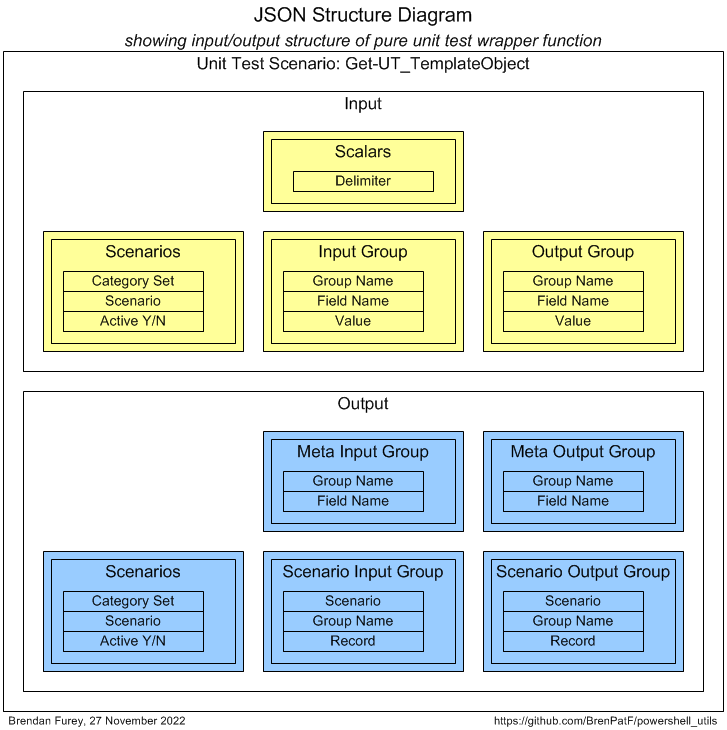 JSON Structure Diagram
showing input/output structure of pure unit test wrapper function
Unit Test Scenario: Get-UT_TemplateObject
Input
Scalars
Delimiter
Scenarios
Category Set
Scenario
Active Y/N
Input Group
Group Name
Field Name
Value
Output Group
Group Name
Field Name
Value
Output
Meta Input Group
Group Name
Field Name
Meta Output Group
Group Name
Field Name
Scenarios
Category Set
Scenario
Active Y/N
Scenario Input Group
Scenario
Group Name
Record
Scenario Output Group
Scenario
Group Name
Record
Brendan Furey, 27 November 2022
https://github.com/BrenPatF/powershell_utils